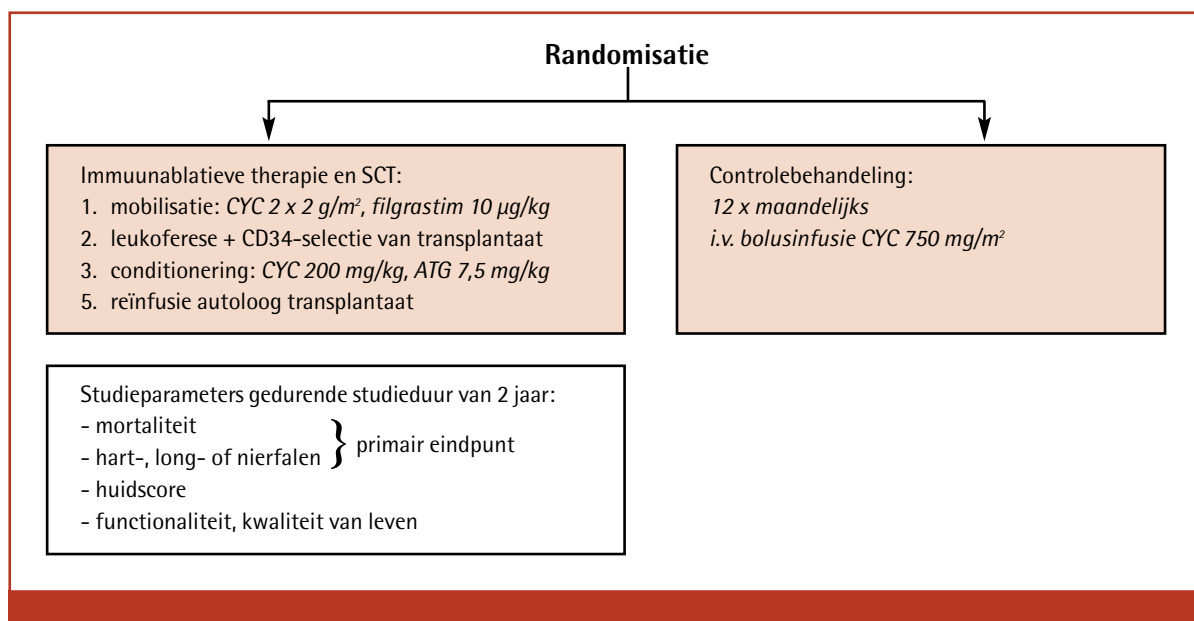 Randomisatie
Immuunablatieve therapie en SCT:
1. mobilisatie: CYC 2 x 2 g/m², filgrastim 10 µg/kg
2. leukoferese + CD34-selectie van transplantaat
3. conditionering: CYC 200 mg/kg, ATG 7,5 mg/kg
5. reïnfusie autoloog transplantaat
Controlebehandeling:
12 x maandelijks
i.v. bolusinfusie CYC 750 mg/m²
Studieparameters gedurende studieduur van 2 jaar:
- mortaliteit
- hart-, long- of nierfalen } primair eindpunt
- huidscore
- functionaliteit, kwaliteit van leven